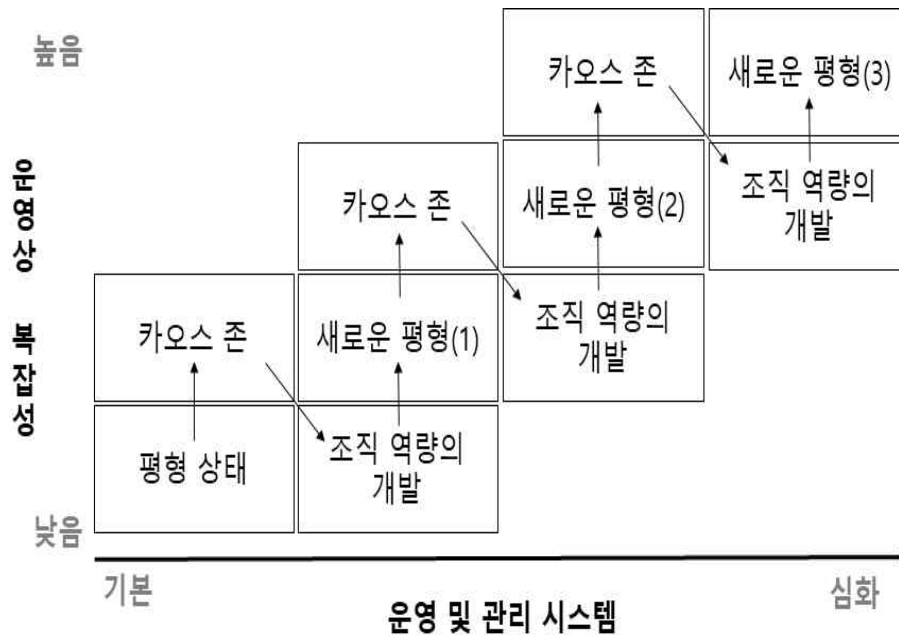 높음
카오스 존
새로운 평형(3)
운영상 복잡성
카오스 존
새로운 평형(2)
조직 역량의
개발
카오스 존
새로운 평형(1)
조직 역량의
개발
평형 상태
조직 역량의
개발
낮음
기본
심화
운영 및 관리 시스템